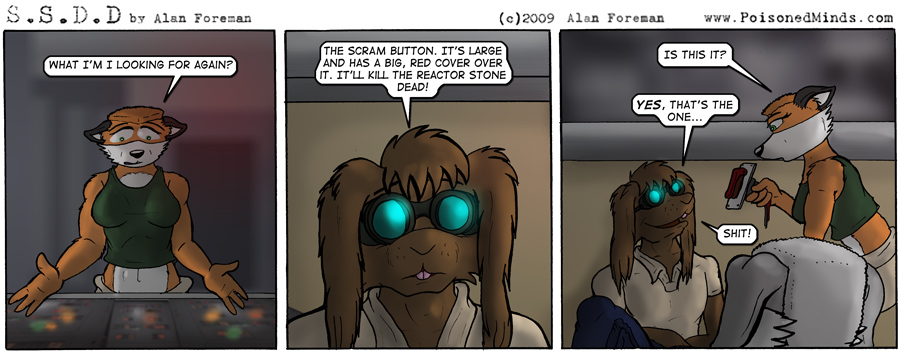 S.S.D.D by Alan Foreman (c)2009 Alan Foreman www.PoisonedMinds.com
WHAT I'M I LOOKING FOR AGAIN?
THE SCRAM BUTTON. IT'S LARGE
AND HAS A BIG, RED COVER OVER
IT. IT'LL KILL THE REACTOR STONE
DEAD!
IS THIS IT?
YES, THAT'S THE
ONE...
SHIT!